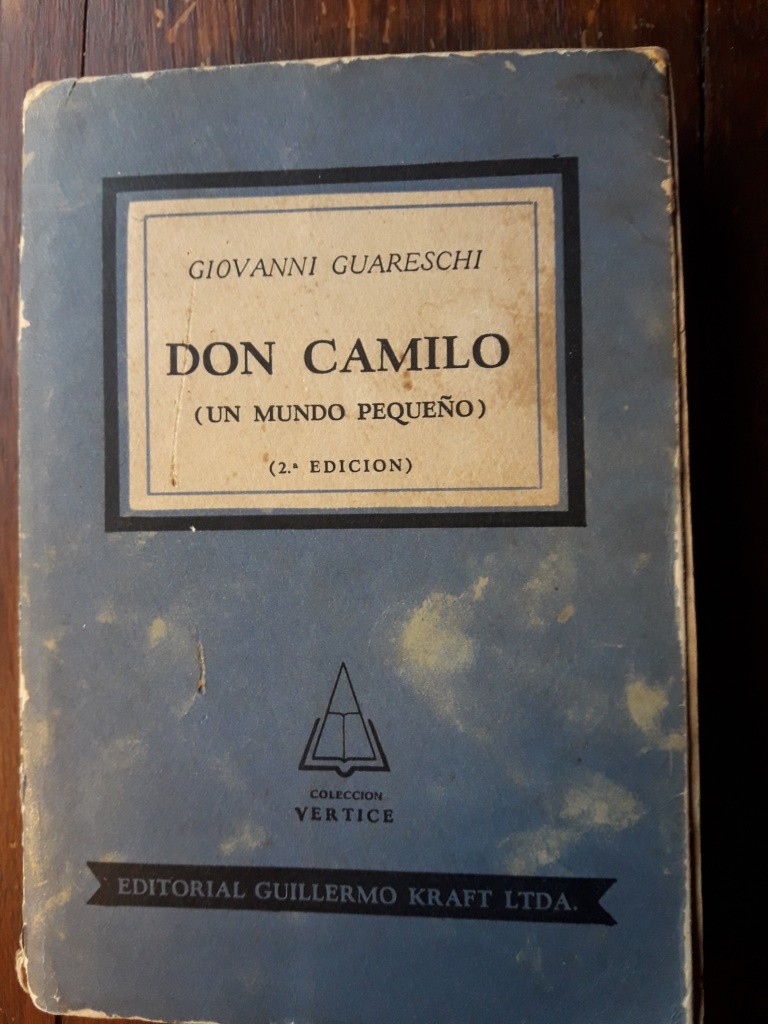 GIOVANNI GUARESCHI
DON CAMILO
(UN MUNDO PEQUEÑO)
(2.ª EDICION)
COLECCION
VERTICE
EDITORIAL GUILLERMO KRAFT LTDA.